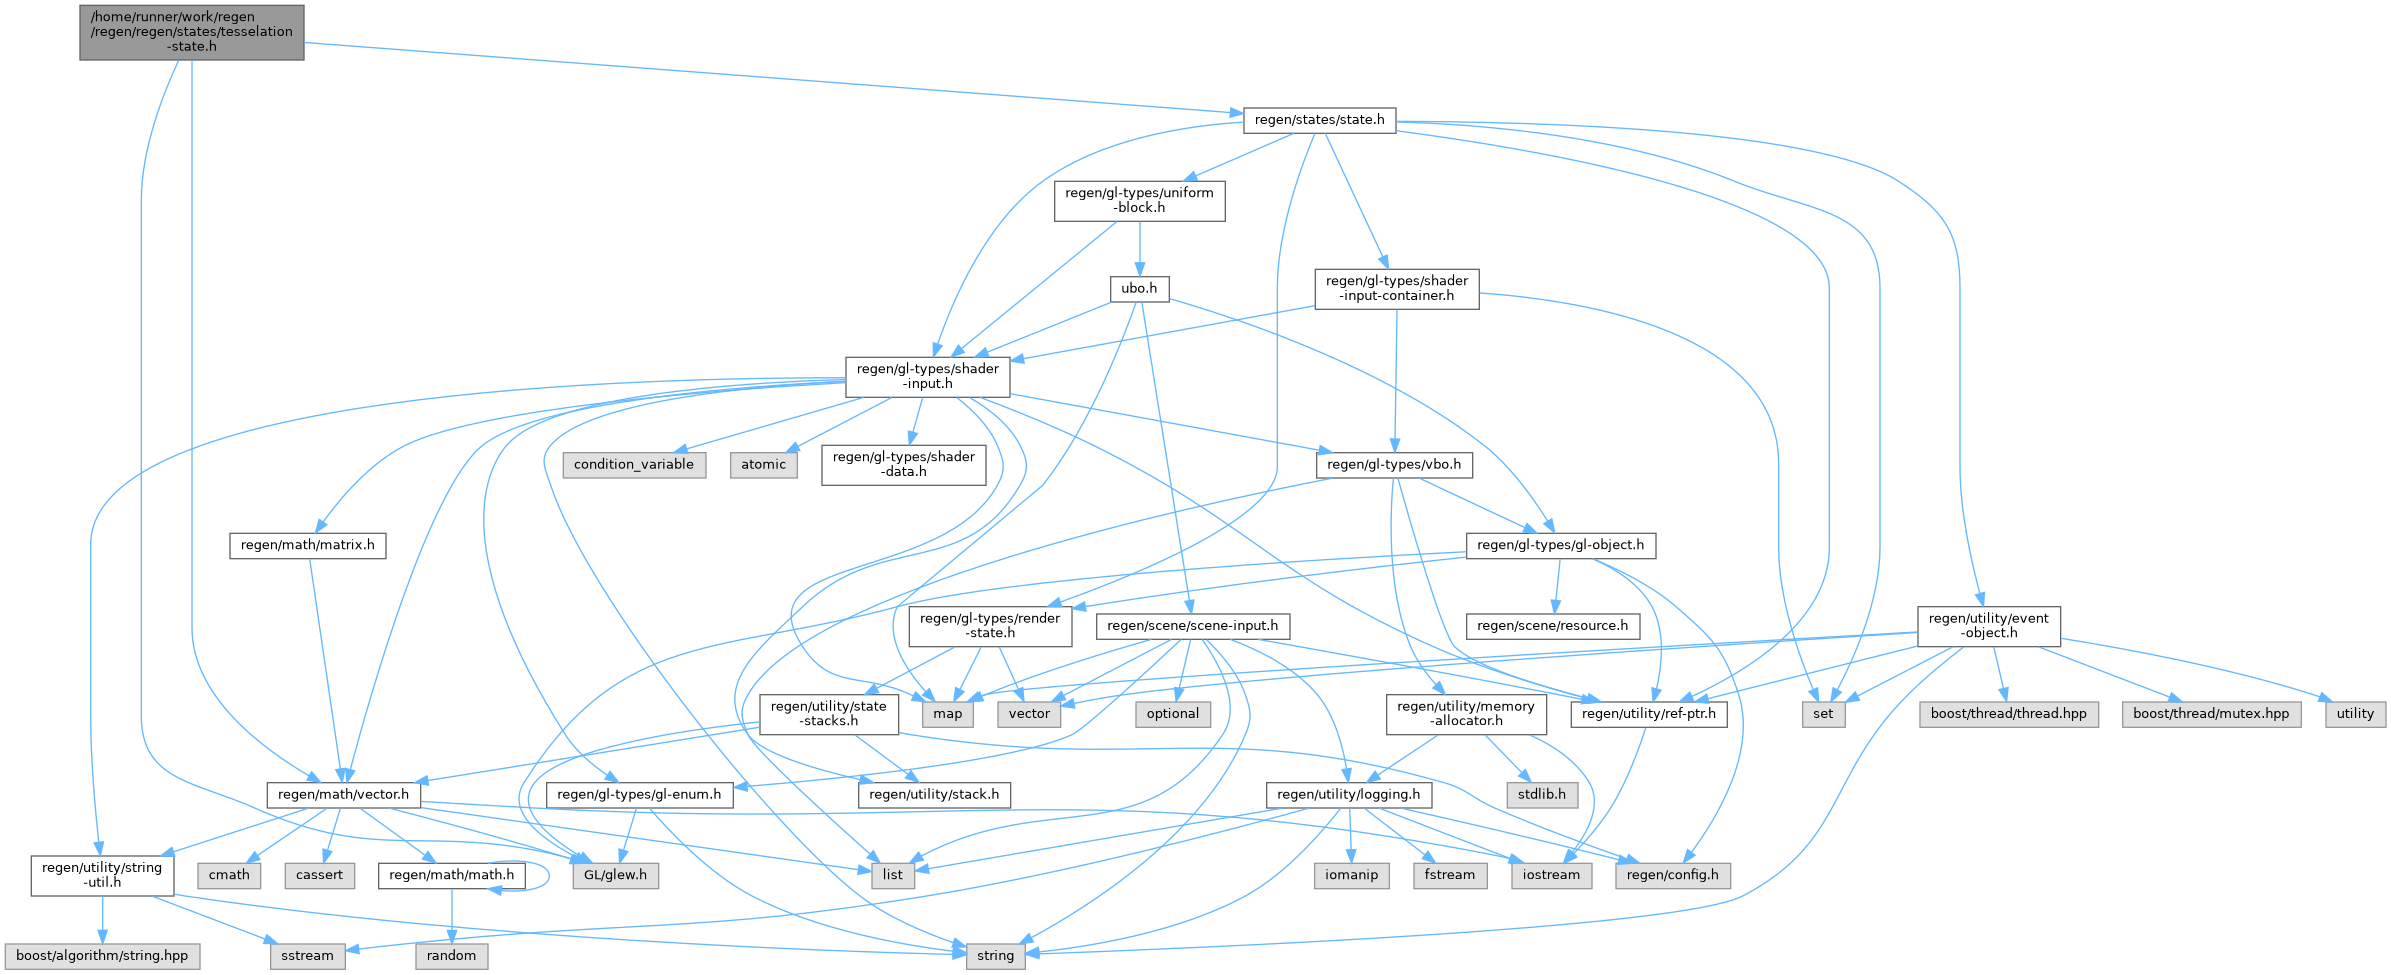 /home/runner/work/regen
/regen/regen/states/tesselation
-state.h
regen/states/state.h
regen/gl-types/uniform
-block.h
ubo.h
regen/gl-types/shader
-input-container.h
regen/gl-types/shader
-input.h
condition_variable
atomic
regen/gl-types/shader
-data.h
regen/gl-types/vbo.h
regen/math/matrix.h
regen/gl-types/gl-object.h
regen/gl-types/render
-state.h
regen/scene/scene-input.h
regen/scene/resource.h
regen/utility/event
-object.h
regen/utility/state
-stacks.h
map
vector
optional
regen/utility/memory
-allocator.h
regen/utility/ref-ptr.h
set
boost/thread/thread.hpp
boost/thread/mutex.hpp
utility
regen/math/vector.h
regen/gl-types/gl-enum.h
regen/utility/stack.h
regen/utility/logging.h
stdlib.h
regen/utility/string
-util.h
cmath
cassert
regen/math/math.h
GL/glew.h
list
iomanip
fstream
iostream
regen/config.h
boost/algorithm/string.hpp
sstream
random
string